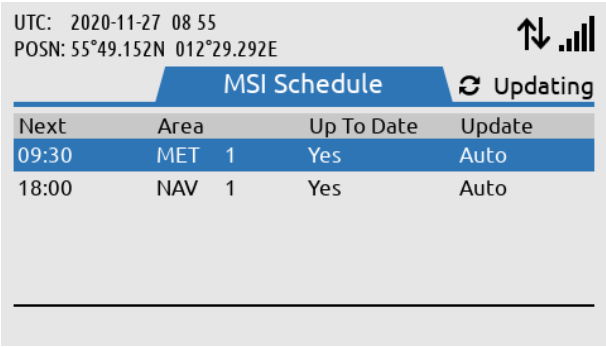 UTC: 2020-11-27 08 55
POSN: 55°49.152N 012°29.292E
MSI Schedule
Updating
Next Area Up To Date Update
09:30 MET 1 Yes Auto
18:00 NAV 1 Yes Auto